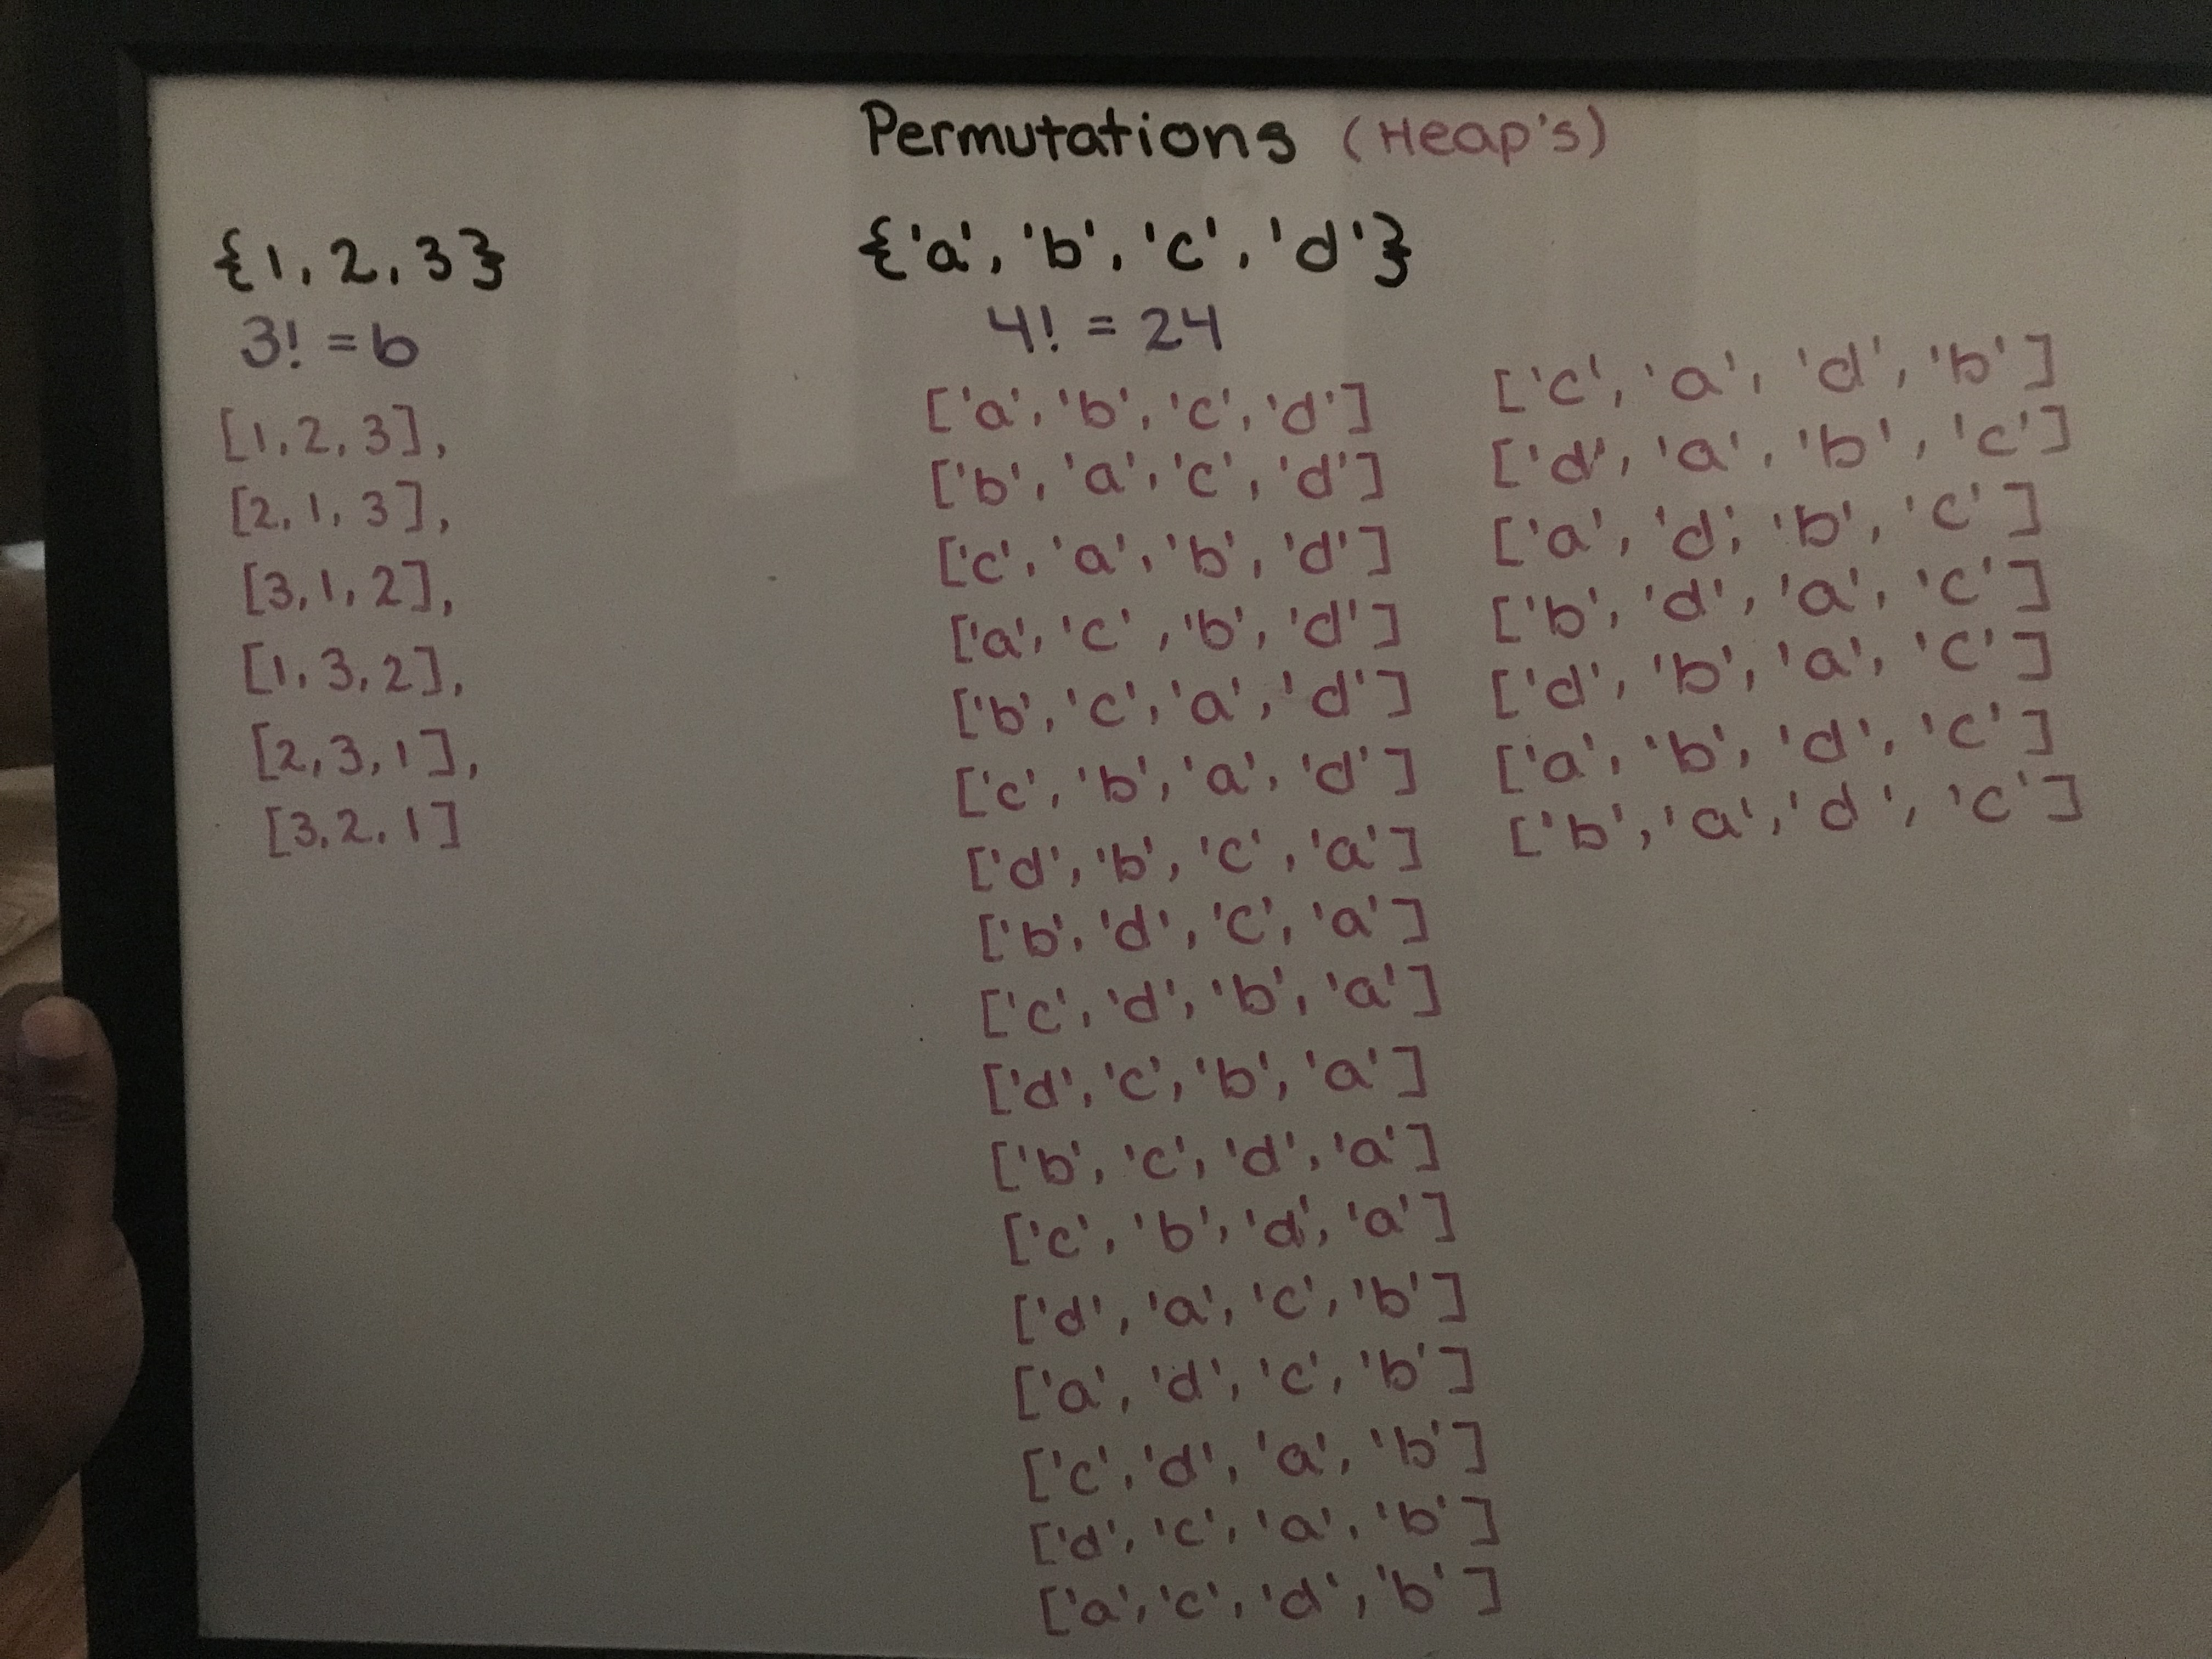 Permutations (Heap's)
{1, 2, 3}
3! = 6
[1, 2, 3],
[2, 1, 3],
[3, 1, 2],
[1, 3, 2],
[2, 3, 1],
[3, 2, 1]
{'a', 'b', 'c', 'd'}
4! = 24
['a', 'b', 'c', 'd']
['b', 'a', 'c', 'd']
['c', 'a', 'b', 'd']
['a', 'c', 'b', 'd']
['b', 'c', 'a', 'd']
['c', 'b', 'a', 'd']
['d', 'b', 'c', 'a']
['b', 'd', 'c', 'a']
['c', 'd', 'b', 'a']
['d', 'c', 'b', 'a']
['b', 'c', 'd', 'a']
['c', 'b', 'd', 'a']
['d', 'a', 'c', 'b']
['a', 'd', 'c', 'b']
['c', 'd', 'a', 'b']
['d', 'c', 'a', 'b']
['a', 'c', 'd', 'b']
['c', 'a', 'd', 'b']
['d', 'a', 'b', 'c']
['a', 'd', 'b', 'c']
['b', 'd', 'a', 'c']
['d', 'b', 'a', 'c']
['a', 'b', 'd', 'c']
['b', 'a', 'd', 'c']